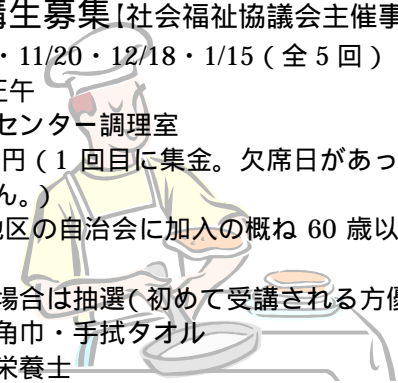 講生募集【社会福祉協議会主催事
・11/20・12/18・1/15（全5回）
正午
センター調理室
円（1回目に集金。欠席日があっ
ん。）
地区の自治会に加入の概ね 60 歳以
場合は抽選（初めて受講される方優
角巾・手拭タオル
栄養士